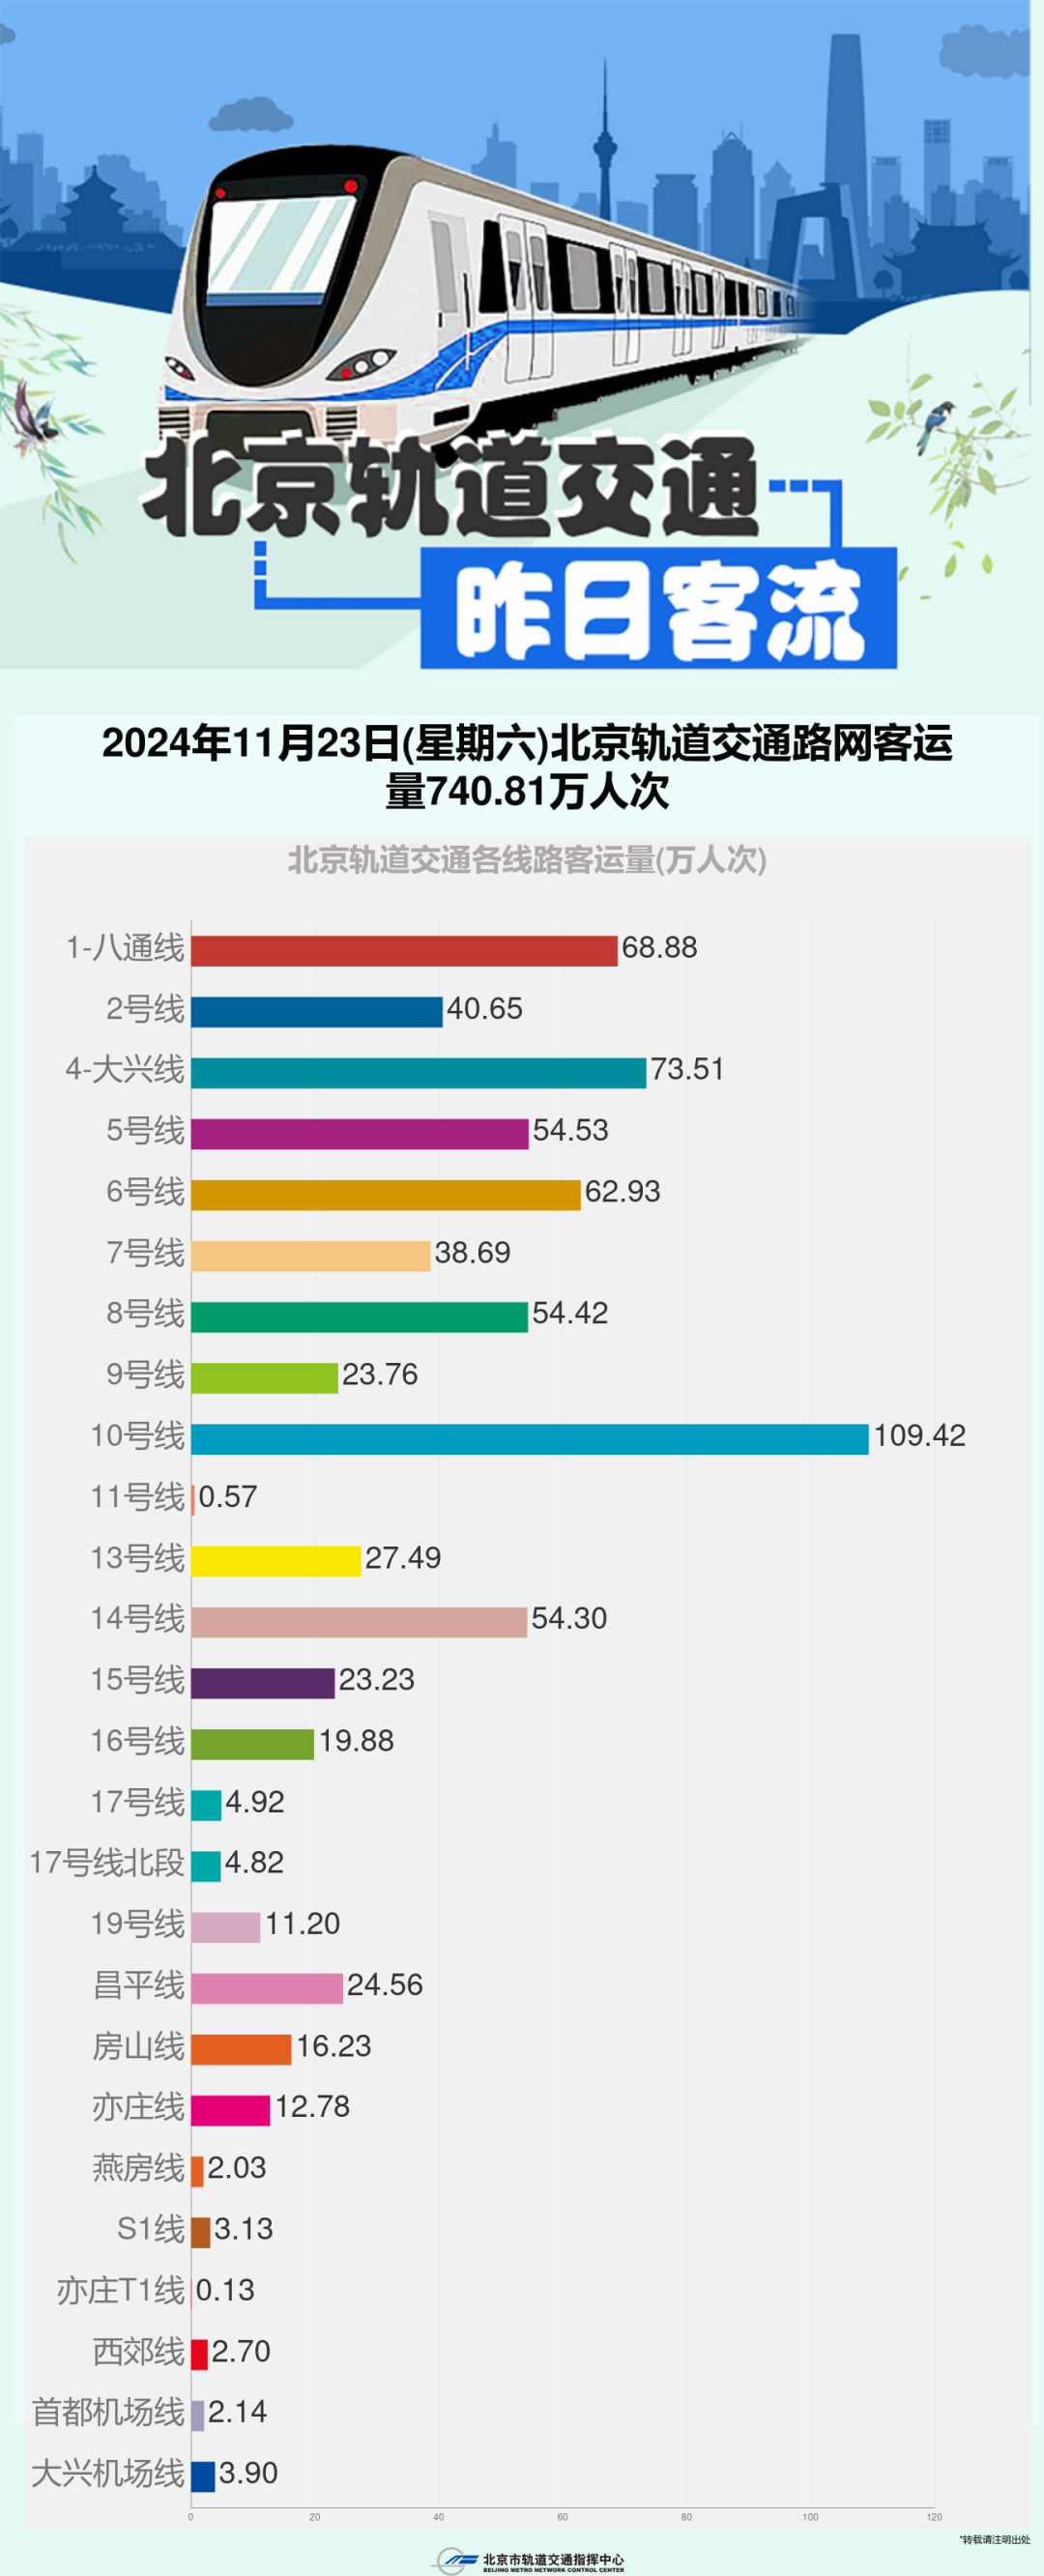 北京轨道交通
昨日客流
2024年11月23日(星期六)北京轨道交通路网客运
量740.81万人次
北京轨道交通各线路客运量(万人次)
1-八通线 68.88
2号线 40.65
4-大兴线 73.51
5号线 54.53
6号线 62.93
7号线 38.69
8号线 54.42
9号线 23.76
10号线 109.42
11号线 0.57
13号线 27.49
14号线 54.30
15号线 23.23
16号线 19.88
17号线 4.92
17号线北段 4.82
19号线 11.20
昌平线 24.56
房山线 16.23
亦庄线 12.78
燕房线 2.03
S1线 3.13
亦庄T1线 0.13
西郊线 2.70
首都机场线 2.14
大兴机场线 3.90
0 20 40 60 80 100 120
*转载请注明出处
北京市轨道交通指挥中心
BEIJING METRO NETWORK CONTROL CENTER